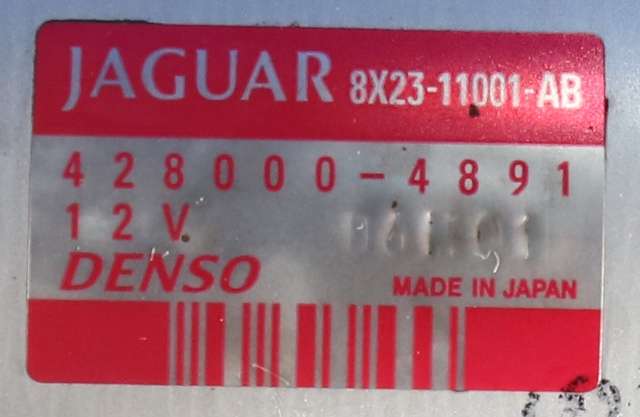 JAGUAR 8X23-11001-AB
428000-4891
12V
DENSO MADE IN JAPAN